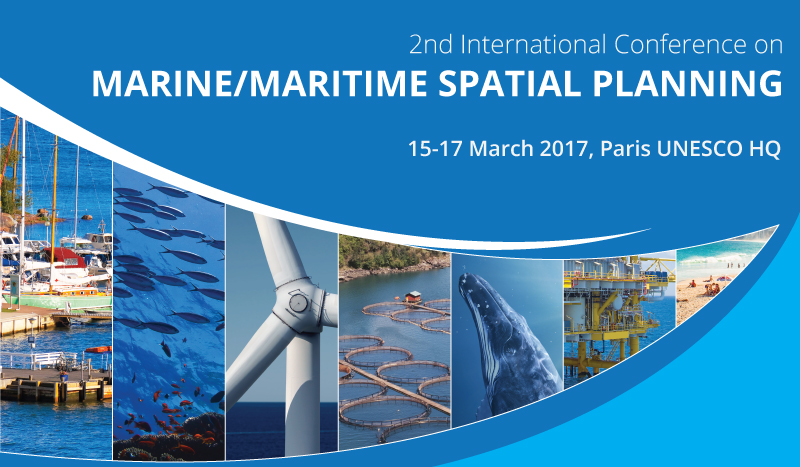 2nd International Conference on
MARINE/MARITIME SPATIAL PLANNING
15-17 March 2017, Paris UNESCO HQ